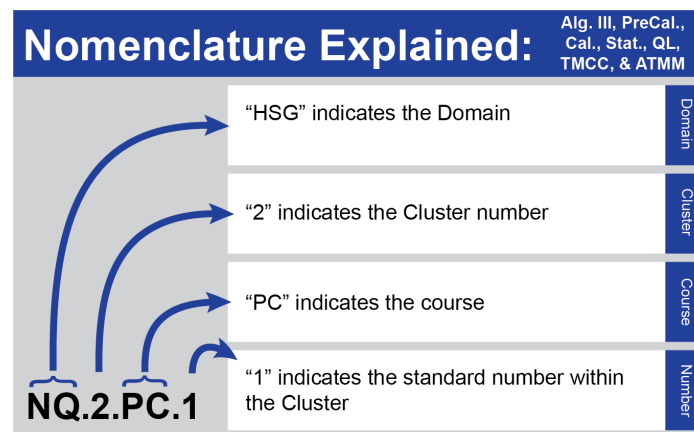 Nomenclature Explained:
Alg. III, PreCal.,
Cal., Stat., QL,
TMCC, & ATMM
“HSG” indicates the Domain
Domain
“2” indicates the Cluster number
Cluster
“PC” indicates the course
Course
“1” indicates the standard number within
the Cluster
Number
NQ.2.PC.1